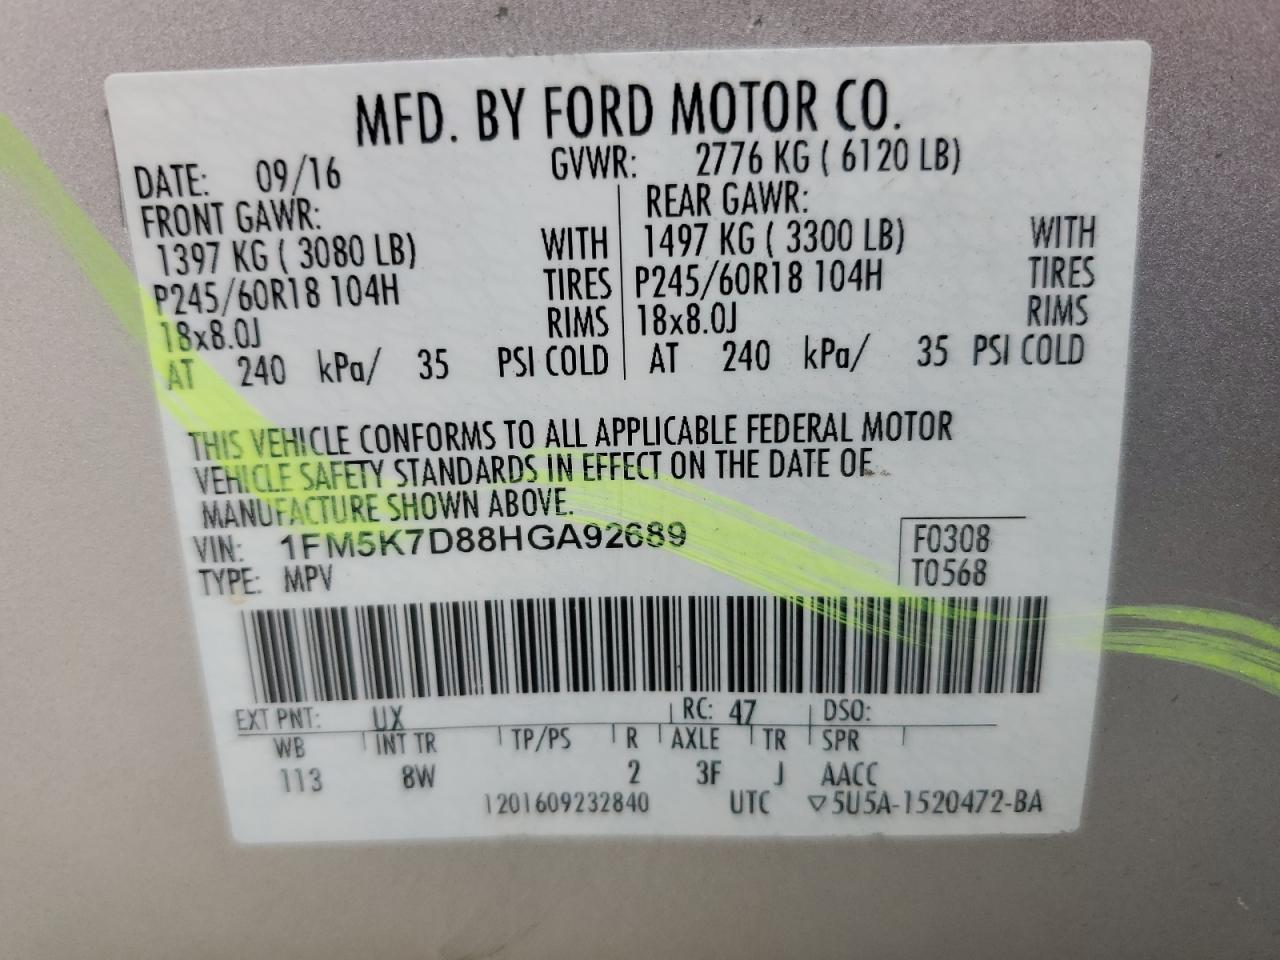 MFD. BY FORD MOTOR CO.
DATE: 09/16 GVWR: 2776 KG ( 6120 LB)
FRONT GAWR: REAR GAWR:
1397 KG ( 3080 LB) WITH 1497 KG ( 3300 LB) WITH
P245/60R18 104H TIRES P245/60R18 104H TIRES
18x8.0J RIMS 18x8.0J RIMS
AT 240 kPa/ 35 PSI COLD AT 240 kPa/ 35 PSI COLD
THIS VEHICLE CONFORMS TO ALL APPLICABLE FEDERAL MOTOR
VEHICLE SAFETY STANDARDS IN EFFECT ON THE DATE OF
MANUFACTURE SHOWN ABOVE.
VIN: 1FM5K7D88HGA92689 F0308
TYPE: MPV T0568
EXT PNT: UX RC: 47 DSO:
WB INT TR TP/PS R AXLE TR SPR
113 8W 2 3F J AACC
1201609232840 UTC ▽5U5A-1520472-BA